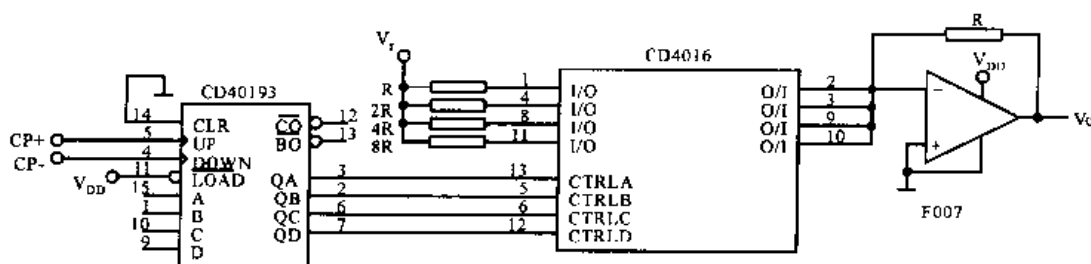 R
V_r
CD4016
V_DD
CD40193
R
1
I/O
O/I
2
2R
4
I/O
O/I
3
4R
8
I/O
O/I
9
8R
11
I/O
O/I
10
14
CLR
CO
12
CP+
5
UP
BO
13
CP-
4
DOWN
V_DD
11
LOAD
15
A
QA
3
13
CTRLA
1
B
QB
2
5
CTRLB
10
C
QC
6
6
CTRLC
9
D
QD
7
12
CTRLD
−
+
F007